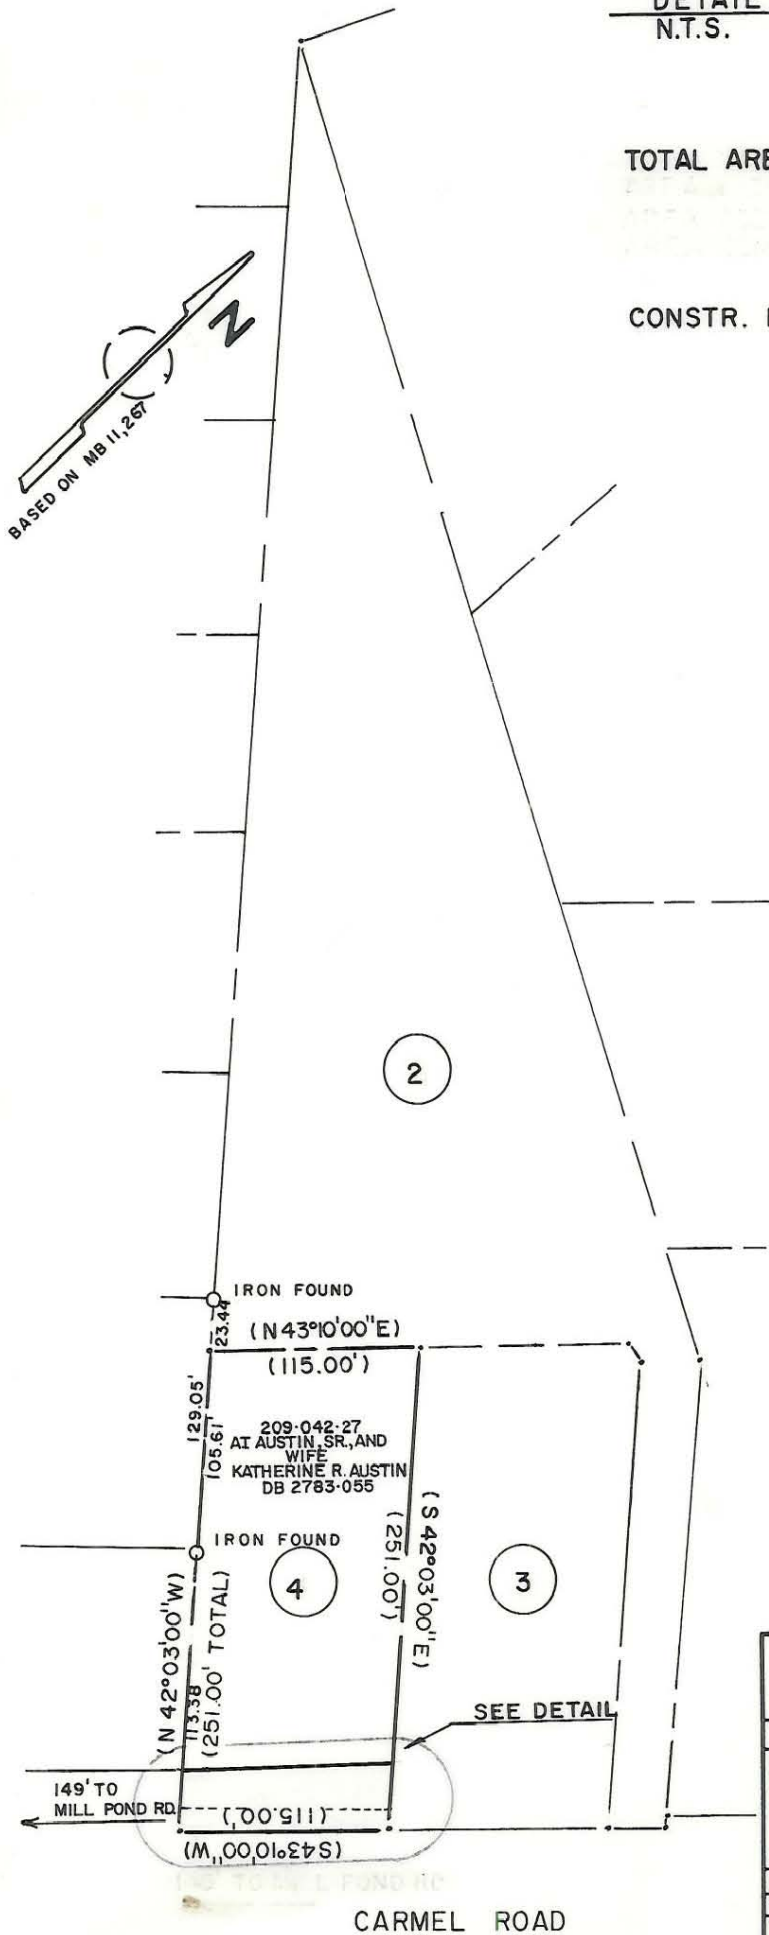 DETAIL
N.T.S.
TOTAL ARE
CONSTR.
N
BASED ON MB 11,267
2
IRON FOUND
23.44
(N 43°10'00"E)
(115.00')
129.05'
105.61'
209-042-27
AT AUSTIN, SR., AND
WIFE
KATHERINE R. AUSTIN
DB 2783-055
IRON FOUND
4
3
(S 42°03'00"E)
(251.00')
(N 42°03'00"W)
113.38
(251.00' TOTAL)
SEE DETAIL
149' TO
MILL POND RD.
(115.00')
(S43°10'00"W)
CARMEL ROAD